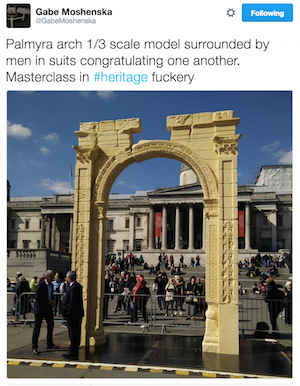 Gabe Moshenska
@GabeMoshenska
Following
Palmyra arch 1/3 scale model surrounded by
men in suits congratulating one another.
Masterclass in #heritage fuckery